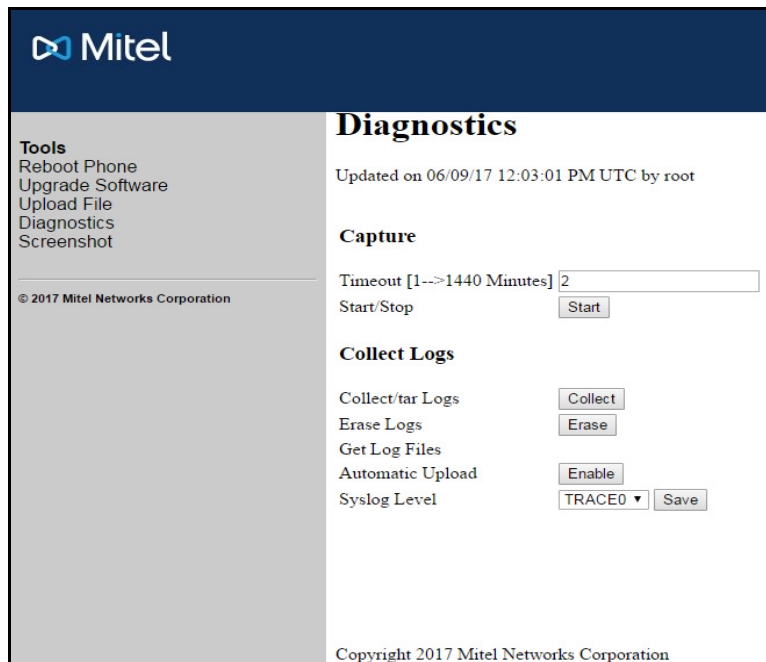 Mitel
Tools
Reboot Phone
Upgrade Software
Upload File
Diagnostics
Screenshot
© 2017 Mitel Networks Corporation
Diagnostics
Updated on 06/09/17 12:03:01 PM UTC by root
Capture
Timeout [1-->1440 Minutes] 2
Start/Stop Start
Collect Logs
Collect/tar Logs Collect
Erase Logs Erase
Get Log Files
Automatic Upload Enable
Syslog Level TRACE0 Save
Copyright 2017 Mitel Networks Corporation